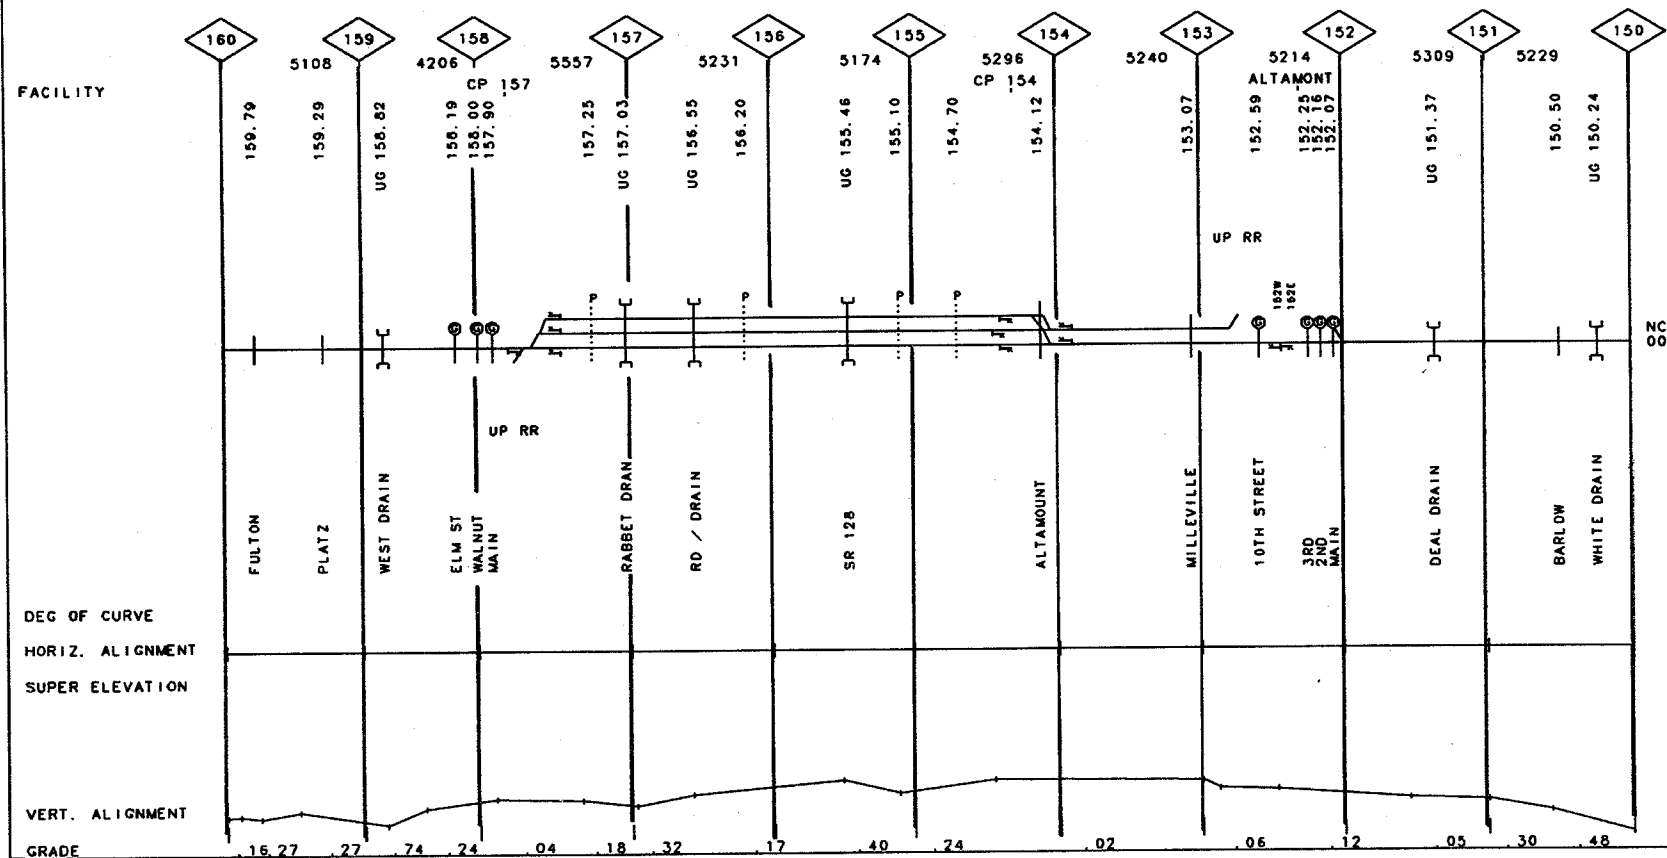 160 159 158 157 156 155 154 153 152 151 150
5108 4206 5557 5231 5174 5296 5240 5214 5309 5229
CP 157 CP 154 ALTAMONT
FACILITY
159.79
159.29
UG 158.82
158.19
158.00
157.90
157.25
UG 157.03
UG 156.55
156.20
UG 155.46
155.10
154.70
154.12
153.07
152.59
152.25
152.16
152.07
UG 151.37
150.50
UG 150.24
UP RR
152W
152E
P P P P
G G G G G G G
NC
00
UP RR
FULTON
PLATZ
WEST DRAIN
ELM ST
WALNUT
MAIN
RABBET DRAN
RD / DRAIN
SR 128
ALTAMOUNT
MILLEVILLE
10TH STREET
3RD
2ND
MAIN
DEAL DRAIN
BARLOW
WHITE DRAIN
DEG OF CURVE
HORIZ. ALIGNMENT
SUPER ELEVATION
VERT. ALIGNMENT
GRADE .16 .27 .27 .74 .24 .04 .18 .32 .17 .40 .24 .02 .06 .12 .05 .30 .48